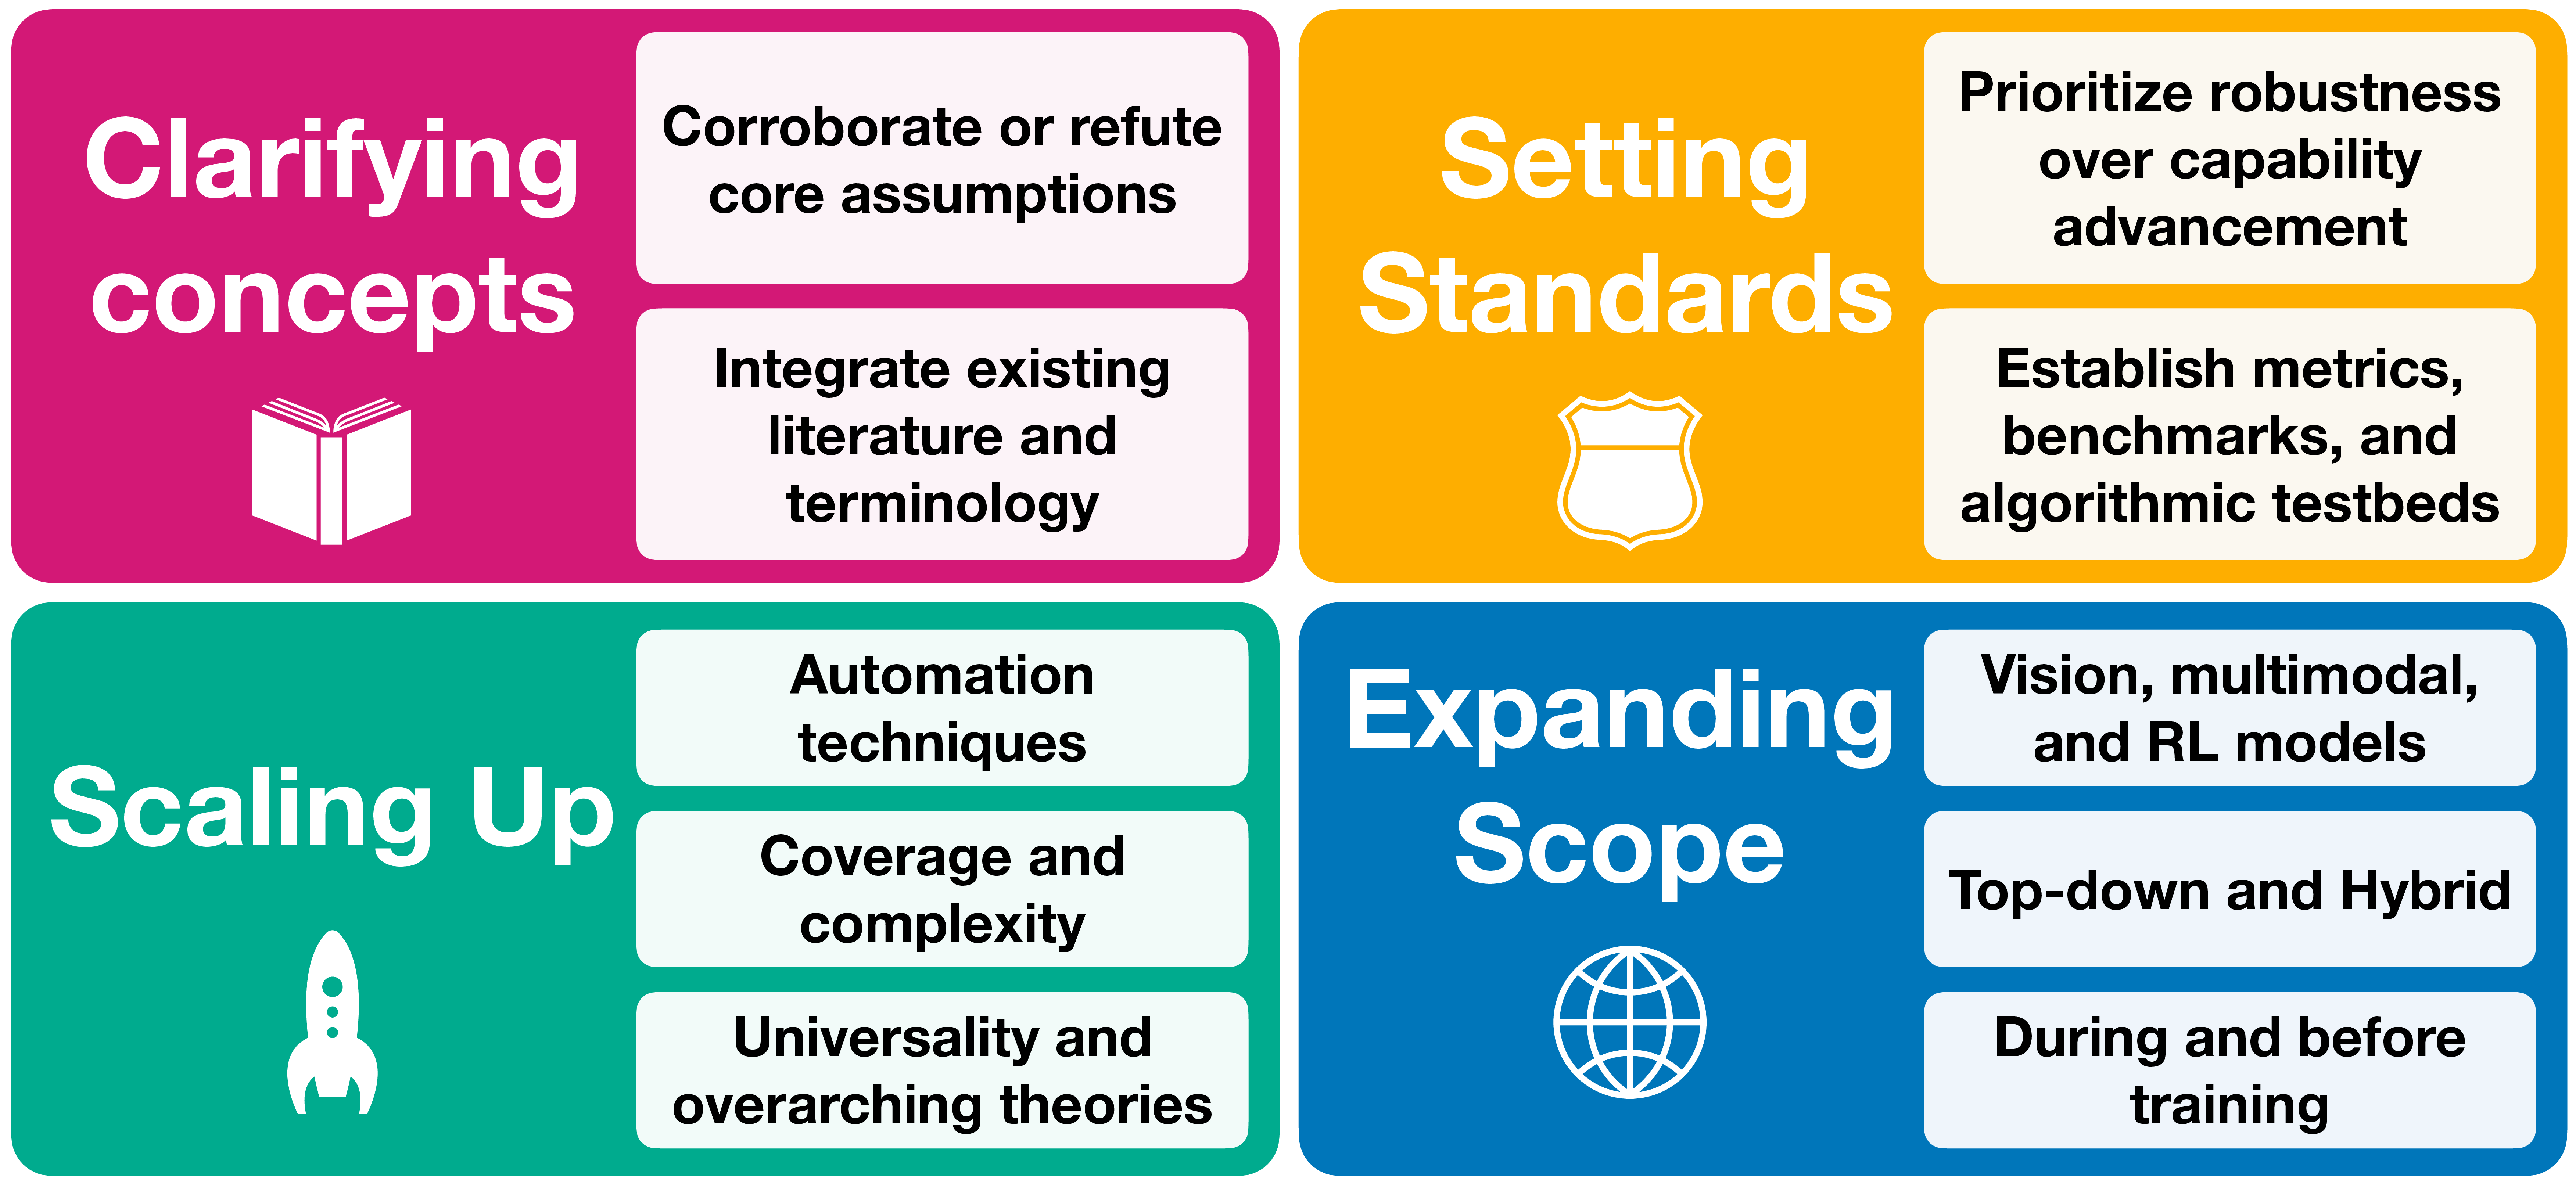 Clarifying
concepts
Corroborate or refute
core assumptions
Integrate existing
literature and
terminology
Setting
Standards
Prioritize robustness
over capability
advancement
Establish metrics,
benchmarks, and
algorithmic testbeds
Scaling Up
Automation
techniques
Coverage and
complexity
Universality and
overarching theories
Expanding
Scope
Vision, multimodal,
and RL models
Top-down and Hybrid
During and before
training